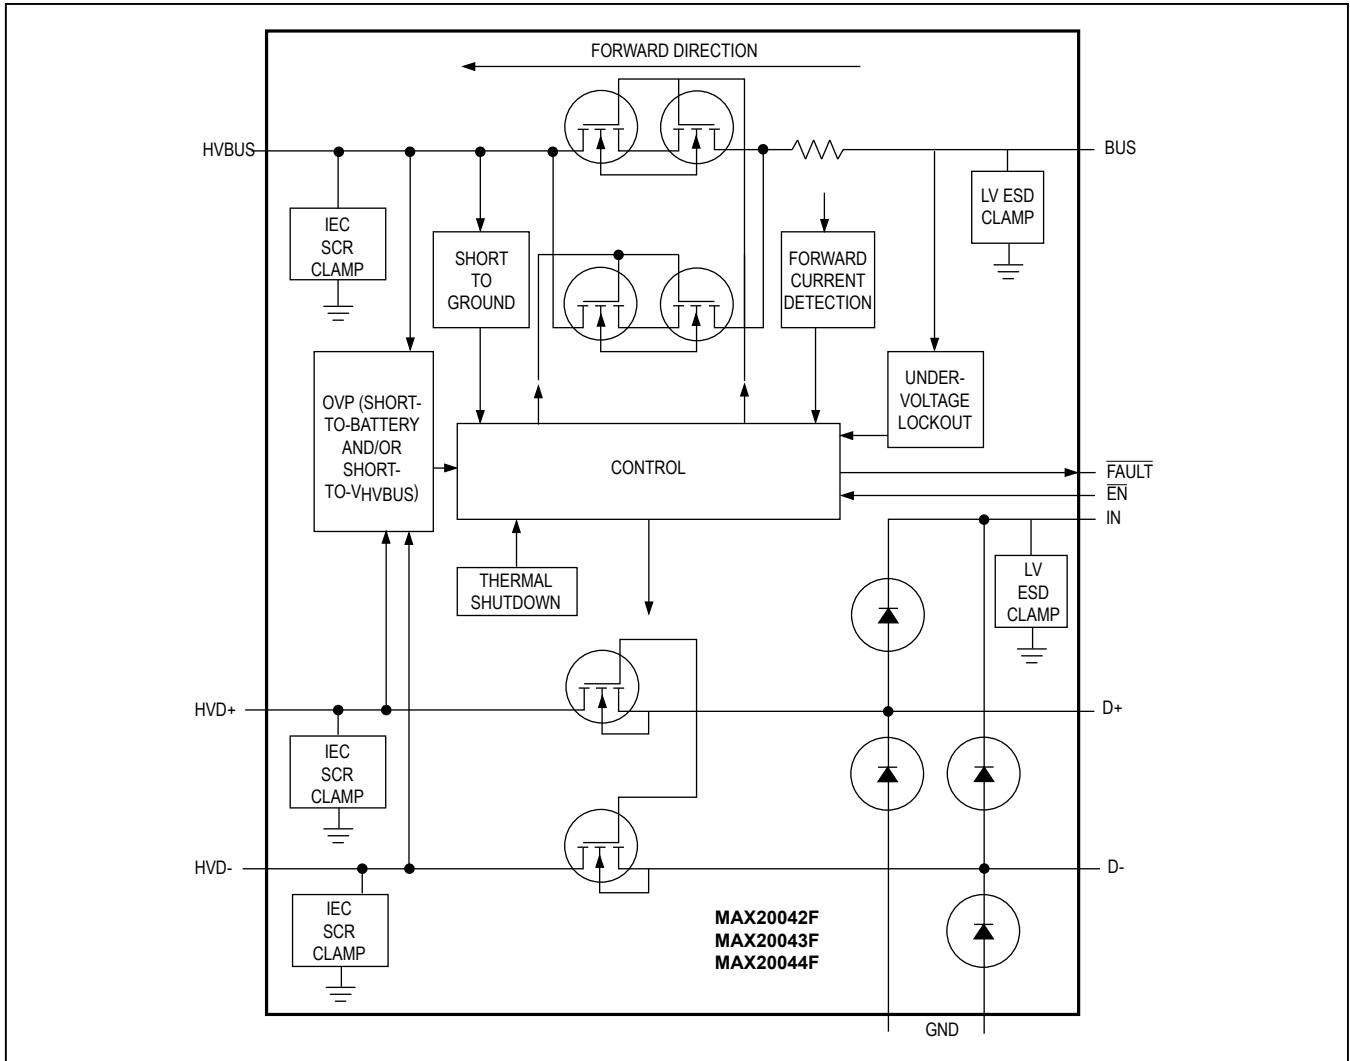 FORWARD DIRECTION
HVBUS
BUS
IEC
SCR
CLAMP
SHORT
TO
GROUND
FORWARD
CURRENT
DETECTION
LV ESD
CLAMP
OVP (SHORT-
TO-BATTERY
AND/OR
SHORT-
TO-VHVBUS)
UNDER-
VOLTAGE
LOCKOUT
CONTROL
FAULT
EN
IN
THERMAL
SHUTDOWN
LV
ESD
CLAMP
HVD+
D+
IEC
SCR
CLAMP
HVD-
D-
IEC
SCR
CLAMP
MAX20042F
MAX20043F
MAX20044F
GND